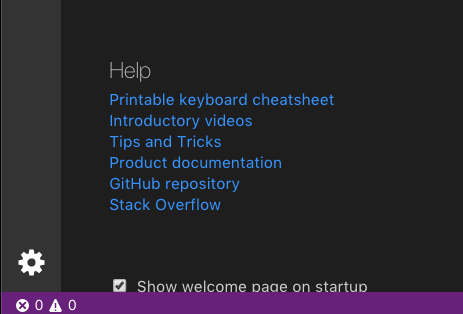 Help
Printable keyboard cheatsheet
Introductory videos
Tips and Tricks
Product documentation
GitHub repository
Stack Overflow
Show welcome page on startup
0 0